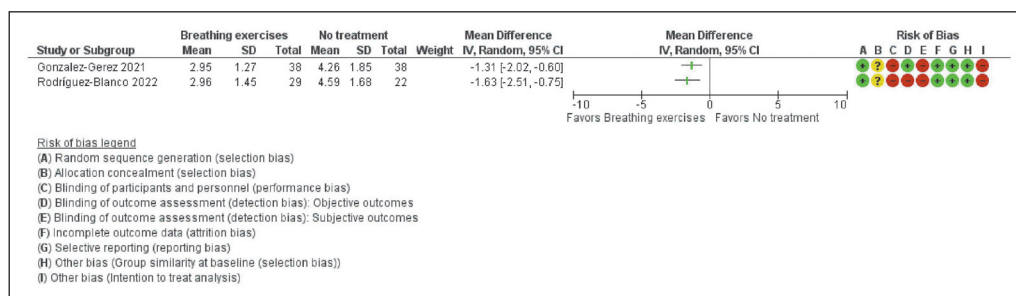 Breathing exercises No treatment Mean Difference Mean Difference Risk of Bias
Study or Subgroup Mean SD Total Mean SD Total Weight IV, Random, 95% CI IV, Random, 95% CI A B C D E F G H I
Gonzalez-Gerez 2021 2.95 1.27 38 4.26 1.85 38 -1.31 [-2.02, -0.60] + ? - + - + + + -
Rodríguez-Blanco 2022 2.96 1.45 29 4.59 1.68 22 -1.63 [-2.51, -0.75] + ? - - - + + + -
-10 -5 0 5 10
Favors Breathing exercises Favors No treatment
Risk of bias legend
(A) Random sequence generation (selection bias)
(B) Allocation concealment (selection bias)
(C) Blinding of participants and personnel (performance bias)
(D) Blinding of outcome assessment (detection bias): Objective outcomes
(E) Blinding of outcome assessment (detection bias): Subjective outcomes
(F) Incomplete outcome data (attrition bias)
(G) Selective reporting (reporting bias)
(H) Other bias (Group similarity at baseline (selection bias))
(I) Other bias (Intention to treat analysis)